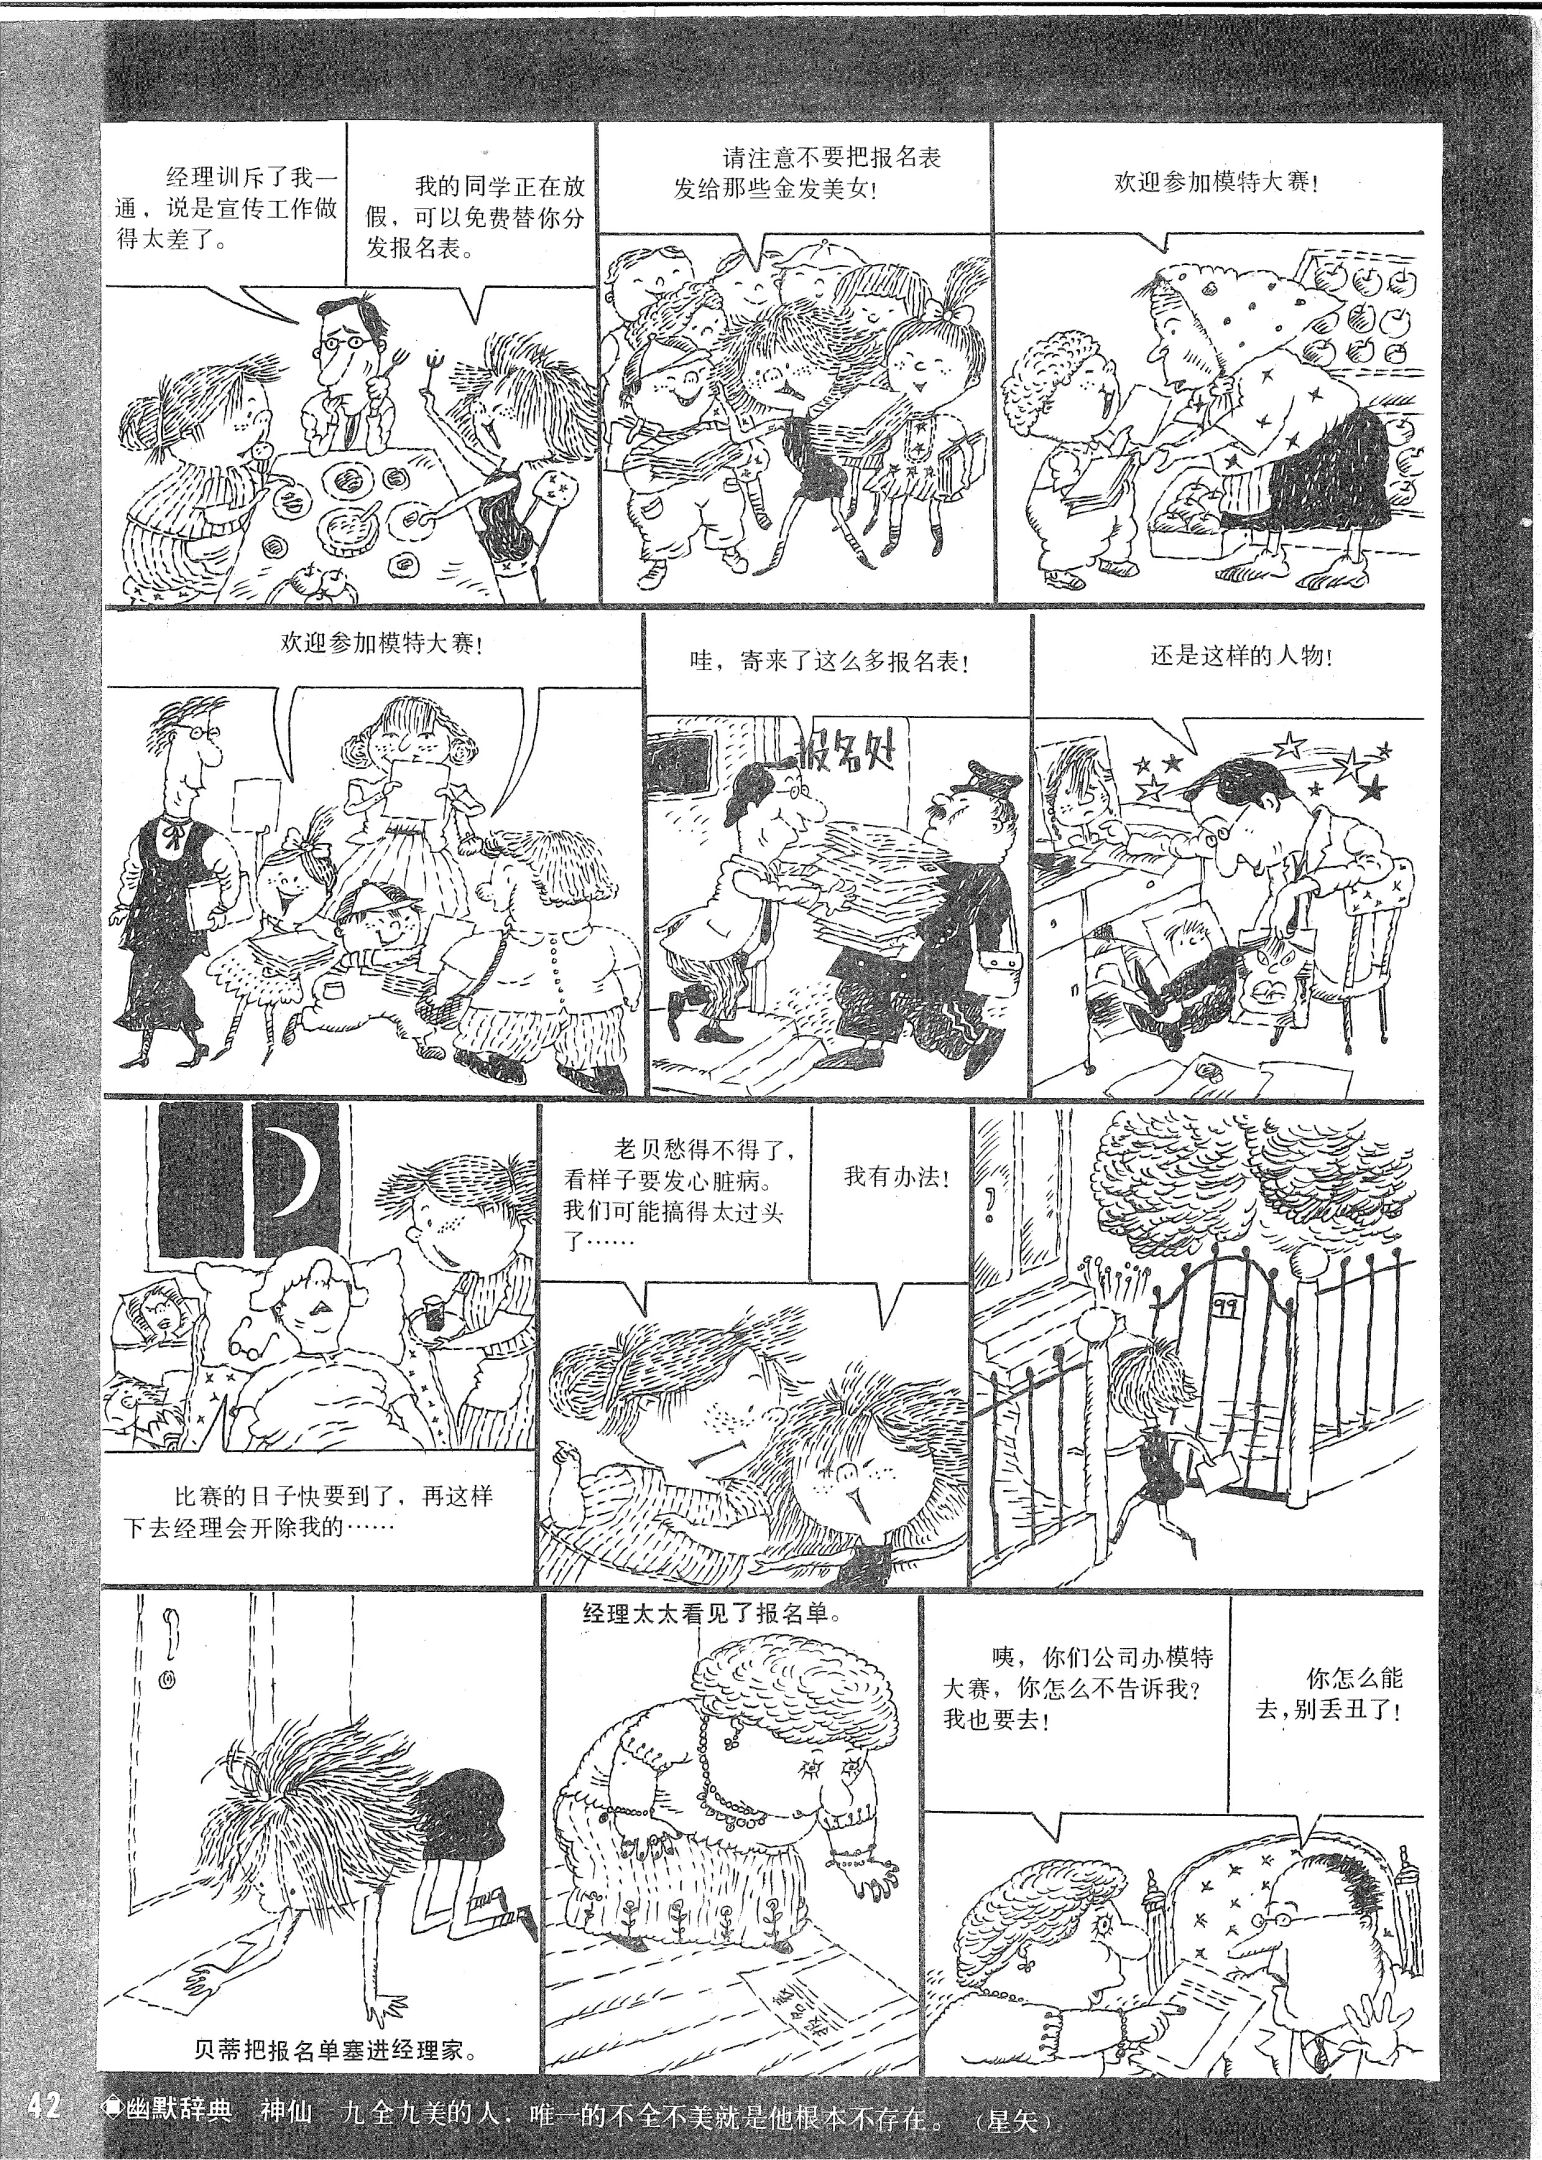 经理训斥了我一
通，说是宣传工作做
得太差了。
我的同学正在放
假，可以免费替你分
发报名表。
请注意不要把报名表
发给那些金发美女！
欢迎参加模特大赛！
欢迎参加模特大赛！
哇，寄来了这么多报名表！
报名处
还是这样的人物！
比赛的日子快要到了，再这样
下去经理会开除我的……
老贝愁得不得了，
看样子要发心脏病。
我们可能搞得太过头
了……
我有办法！
99
贝蒂把报名单塞进经理家。
经理太太看见了报名单。
咦，你们公司办模特
大赛，你怎么不告诉我？
我也要去！
你怎么能
去，别丢丑了！
42
幽默辞典 神仙 九全九美的人．唯一的不全不美就是他根本不存在。（星矢）